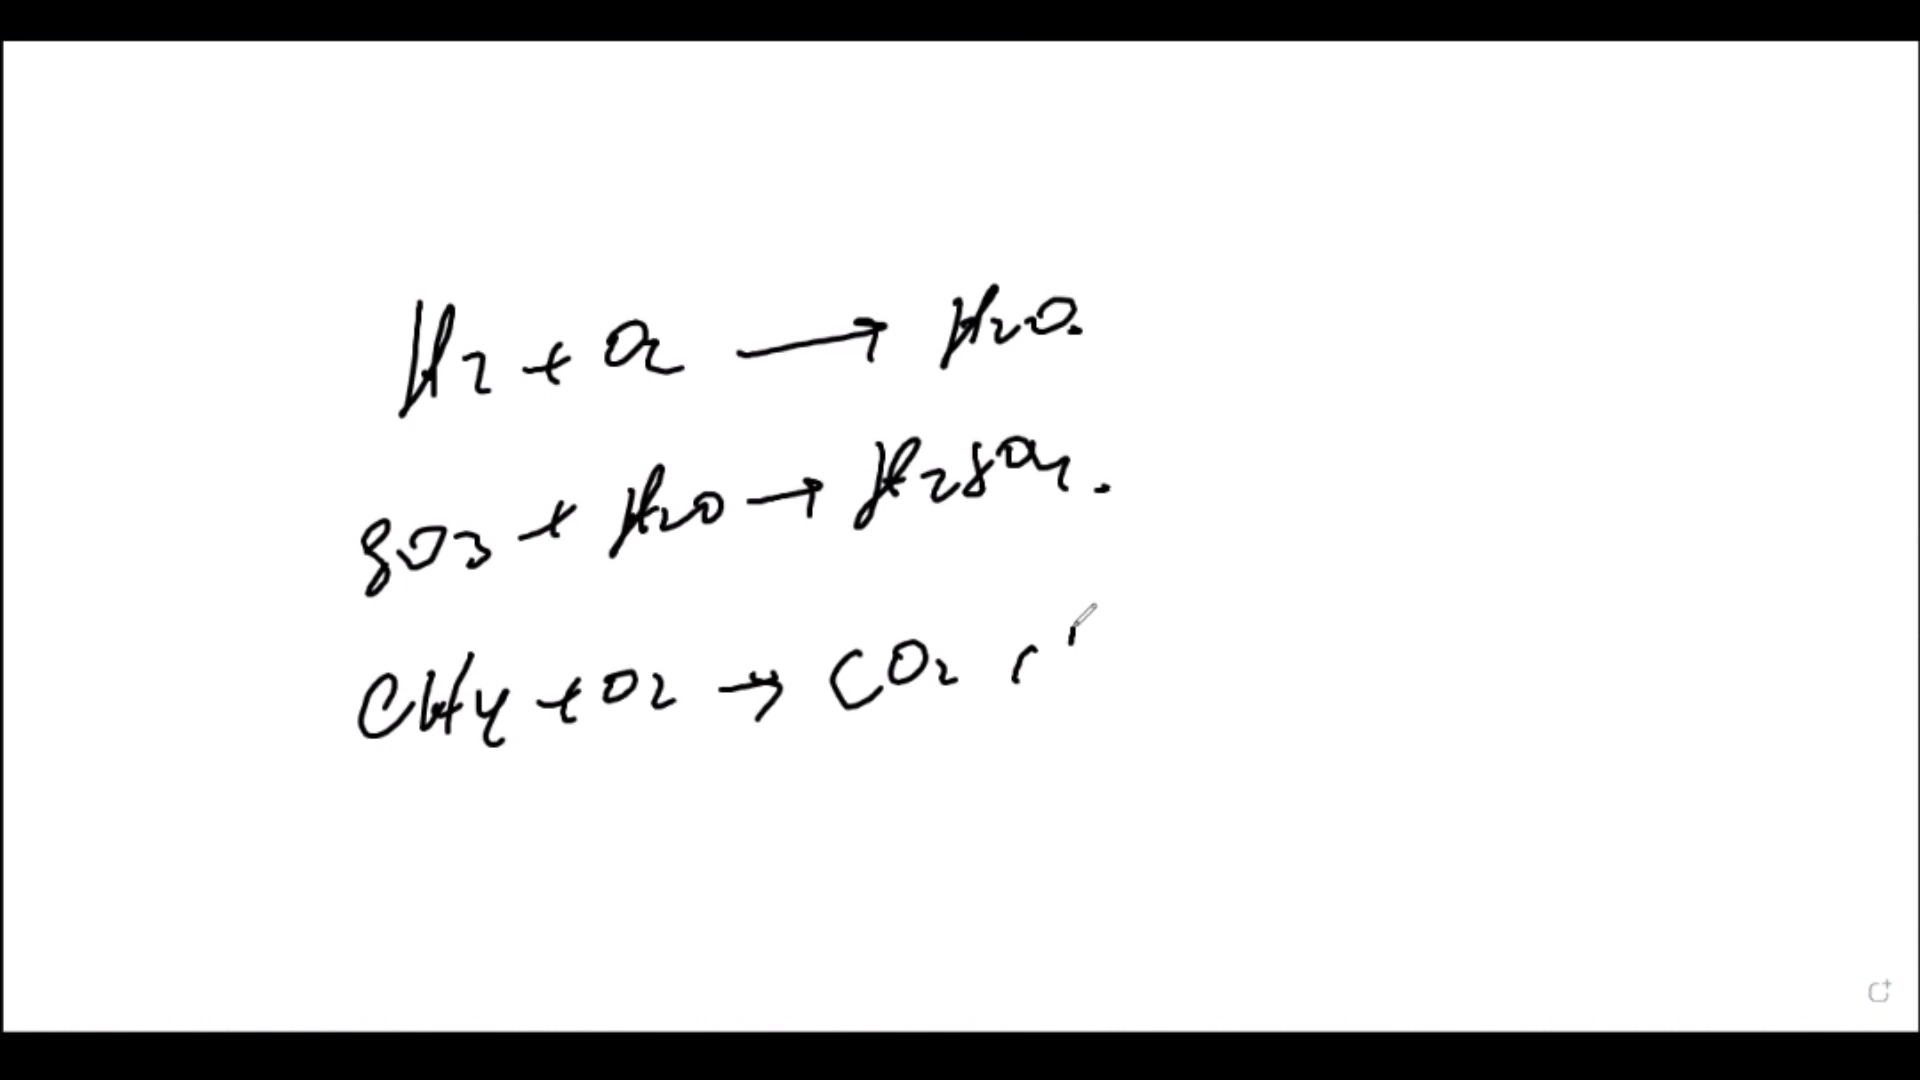 H2 + O2 → H2O.
SO3 + H2O → H2SO4.
CH4 + O2 → CO2